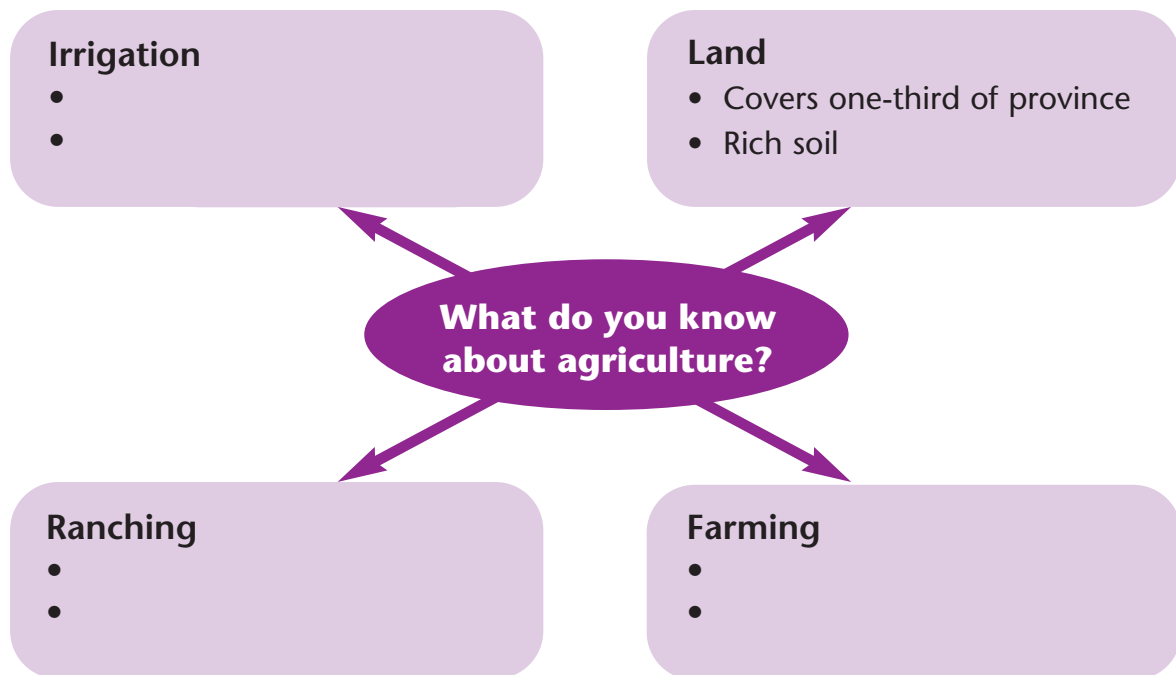 Irrigation
•
•
Land
• Covers one-third of province
• Rich soil
What do you know
about agriculture?
Ranching
•
•
Farming
•
•